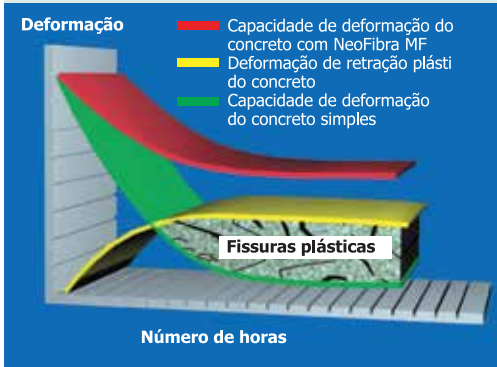 Deformação
Capacidade de deformação do
concreto com NeoFibra MF
Deformação de retração plásti
do concreto
Capacidade de deformação
do concreto simples
Fissuras plásticas
Número de horas